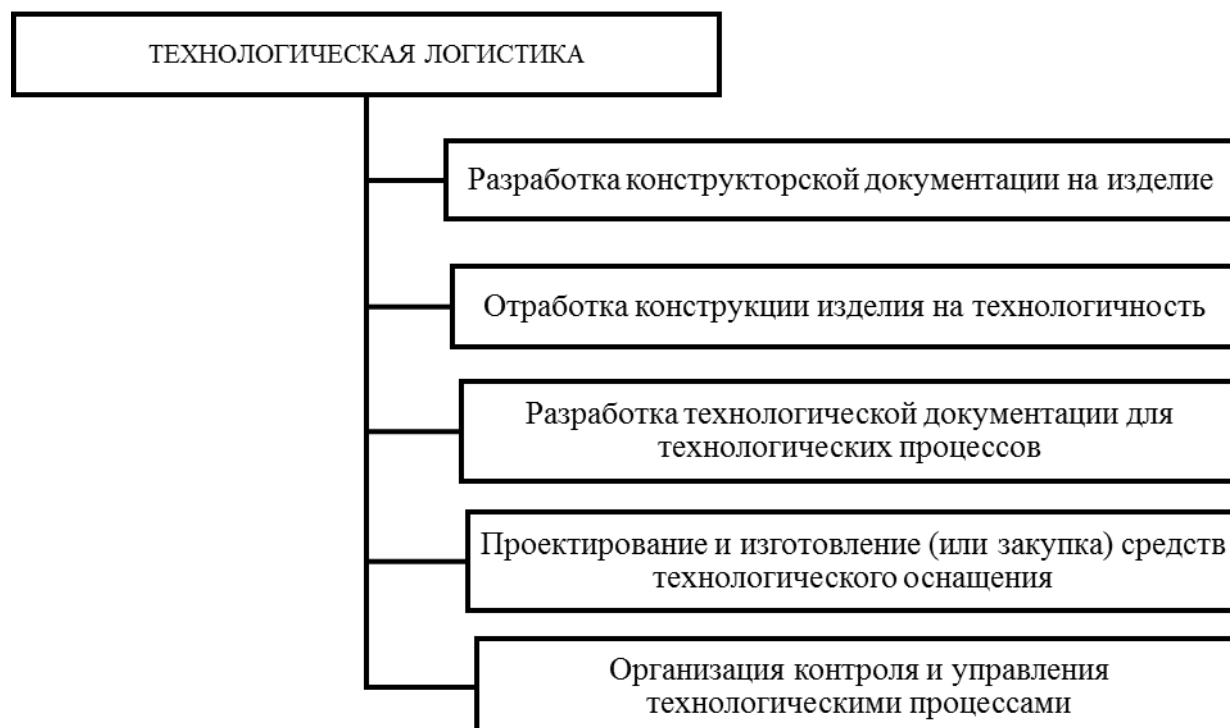 ТЕХНОЛОГИЧЕСКАЯ ЛОГИСТИКА
Разработка конструкторской документации на изделие
Отработка конструкции изделия на технологичность
Разработка технологической документации для
технологических процессов
Проектирование и изготовление (или закупка) средств
технологического оснащения
Организация контроля и управления
технологическими процессами